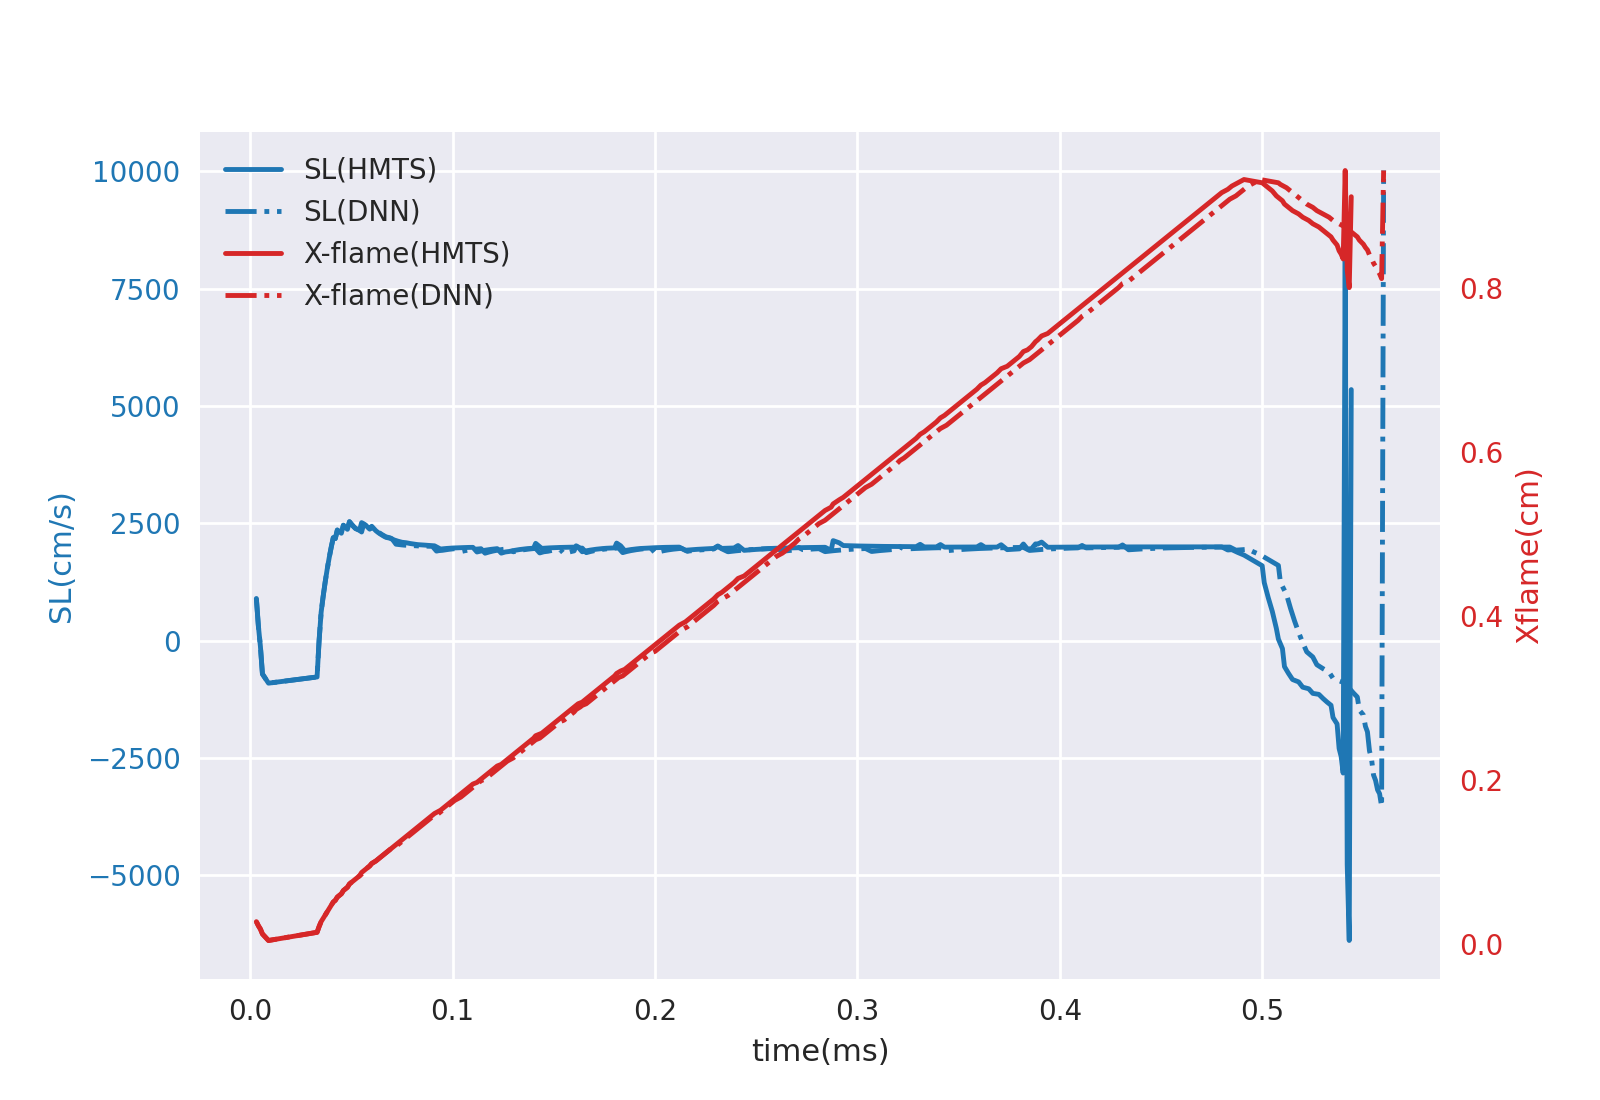 10000
7500
5000
2500
0
−2500
−5000
SL(cm/s)
SL(HMTS)
SL(DNN)
X-flame(HMTS)
X-flame(DNN)
0.8
0.6
0.4
0.2
0.0
Xflame(cm)
0.0 0.1 0.2 0.3 0.4 0.5
time(ms)